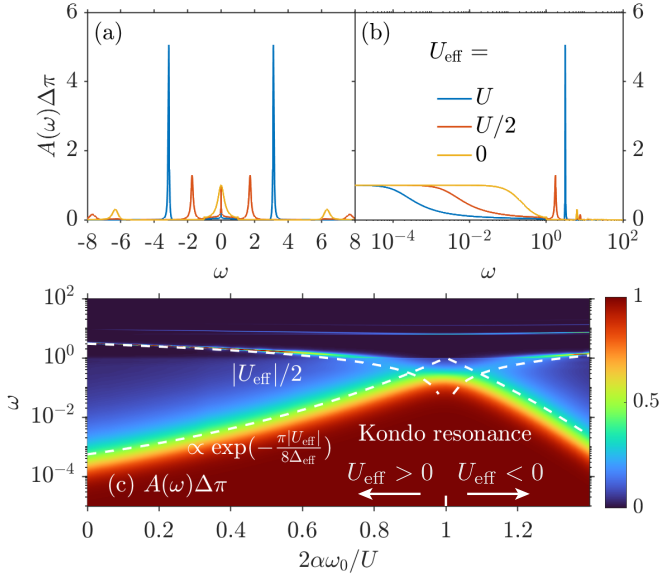 (a)
A(ω)Δπ
6
4
2
0
-8 -6 -4 -2 0 2 4 6 8
ω
(b)
U_eff =
U
U/2
0
6
4
2
0
10^−4 10^−2 10^0 10^2
ω
10^2
10^0
10^−2
10^−4
ω
|U_eff|/2
∝ exp(−π|U_eff|/8Δ_eff)
Kondo resonance
(c) A(ω)Δπ
U_eff > 0 U_eff < 0
0 0.2 0.4 0.6 0.8 1 1.2
2αω_0/U
1
0.5
0